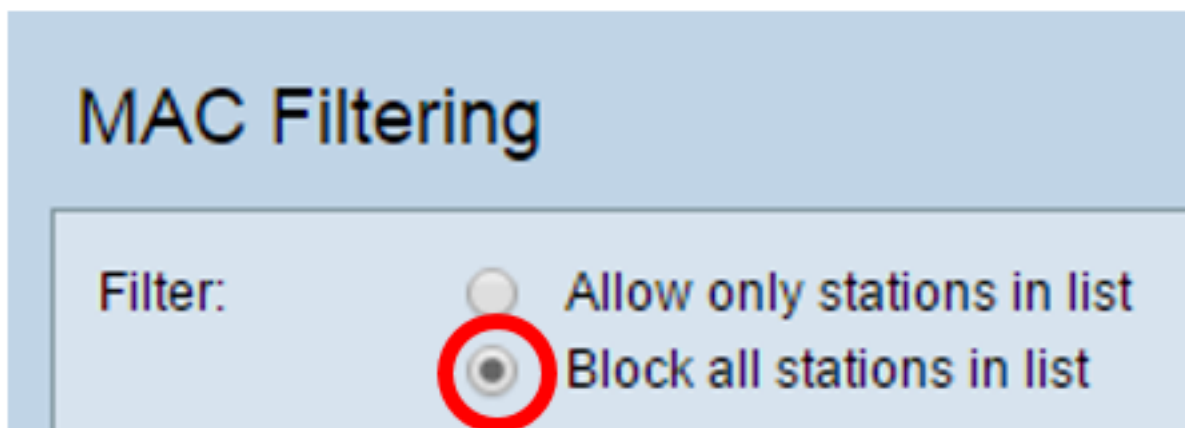 MAC Filtering
Filter:
Allow only stations in list
Block all stations in list